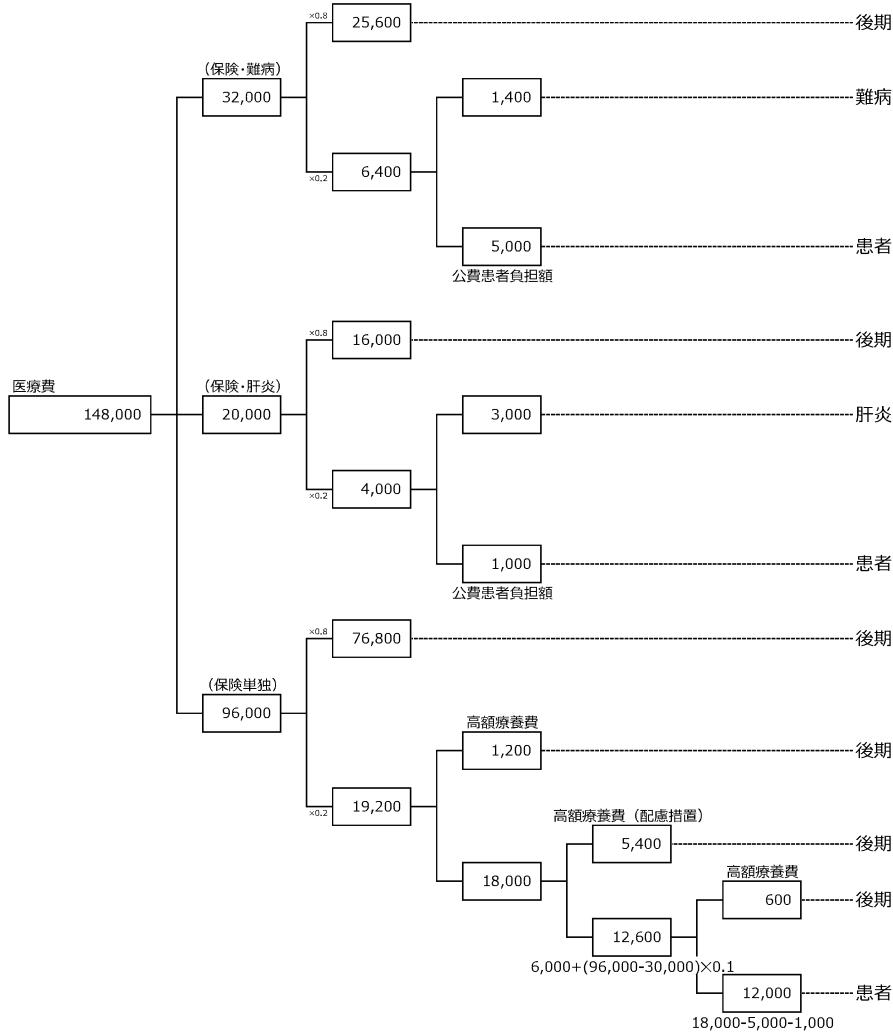 ×0.8
25,600
後期
（保険・難病）
32,000
1,400
難病
×0.2
6,400
5,000
患者
公費患者負担額
×0.8
16,000
後期
医療費
148,000
（保険・肝炎）
20,000
3,000
肝炎
×0.2
4,000
1,000
患者
公費患者負担額
×0.8
76,800
後期
（保険単独）
96,000
高額療養費
1,200
後期
×0.2
19,200
高額療養費（配慮措置）
5,400
後期
18,000
高額療養費
600
後期
12,600
6,000+(96,000-30,000)×0.1
12,000
患者
18,000-5,000-1,000